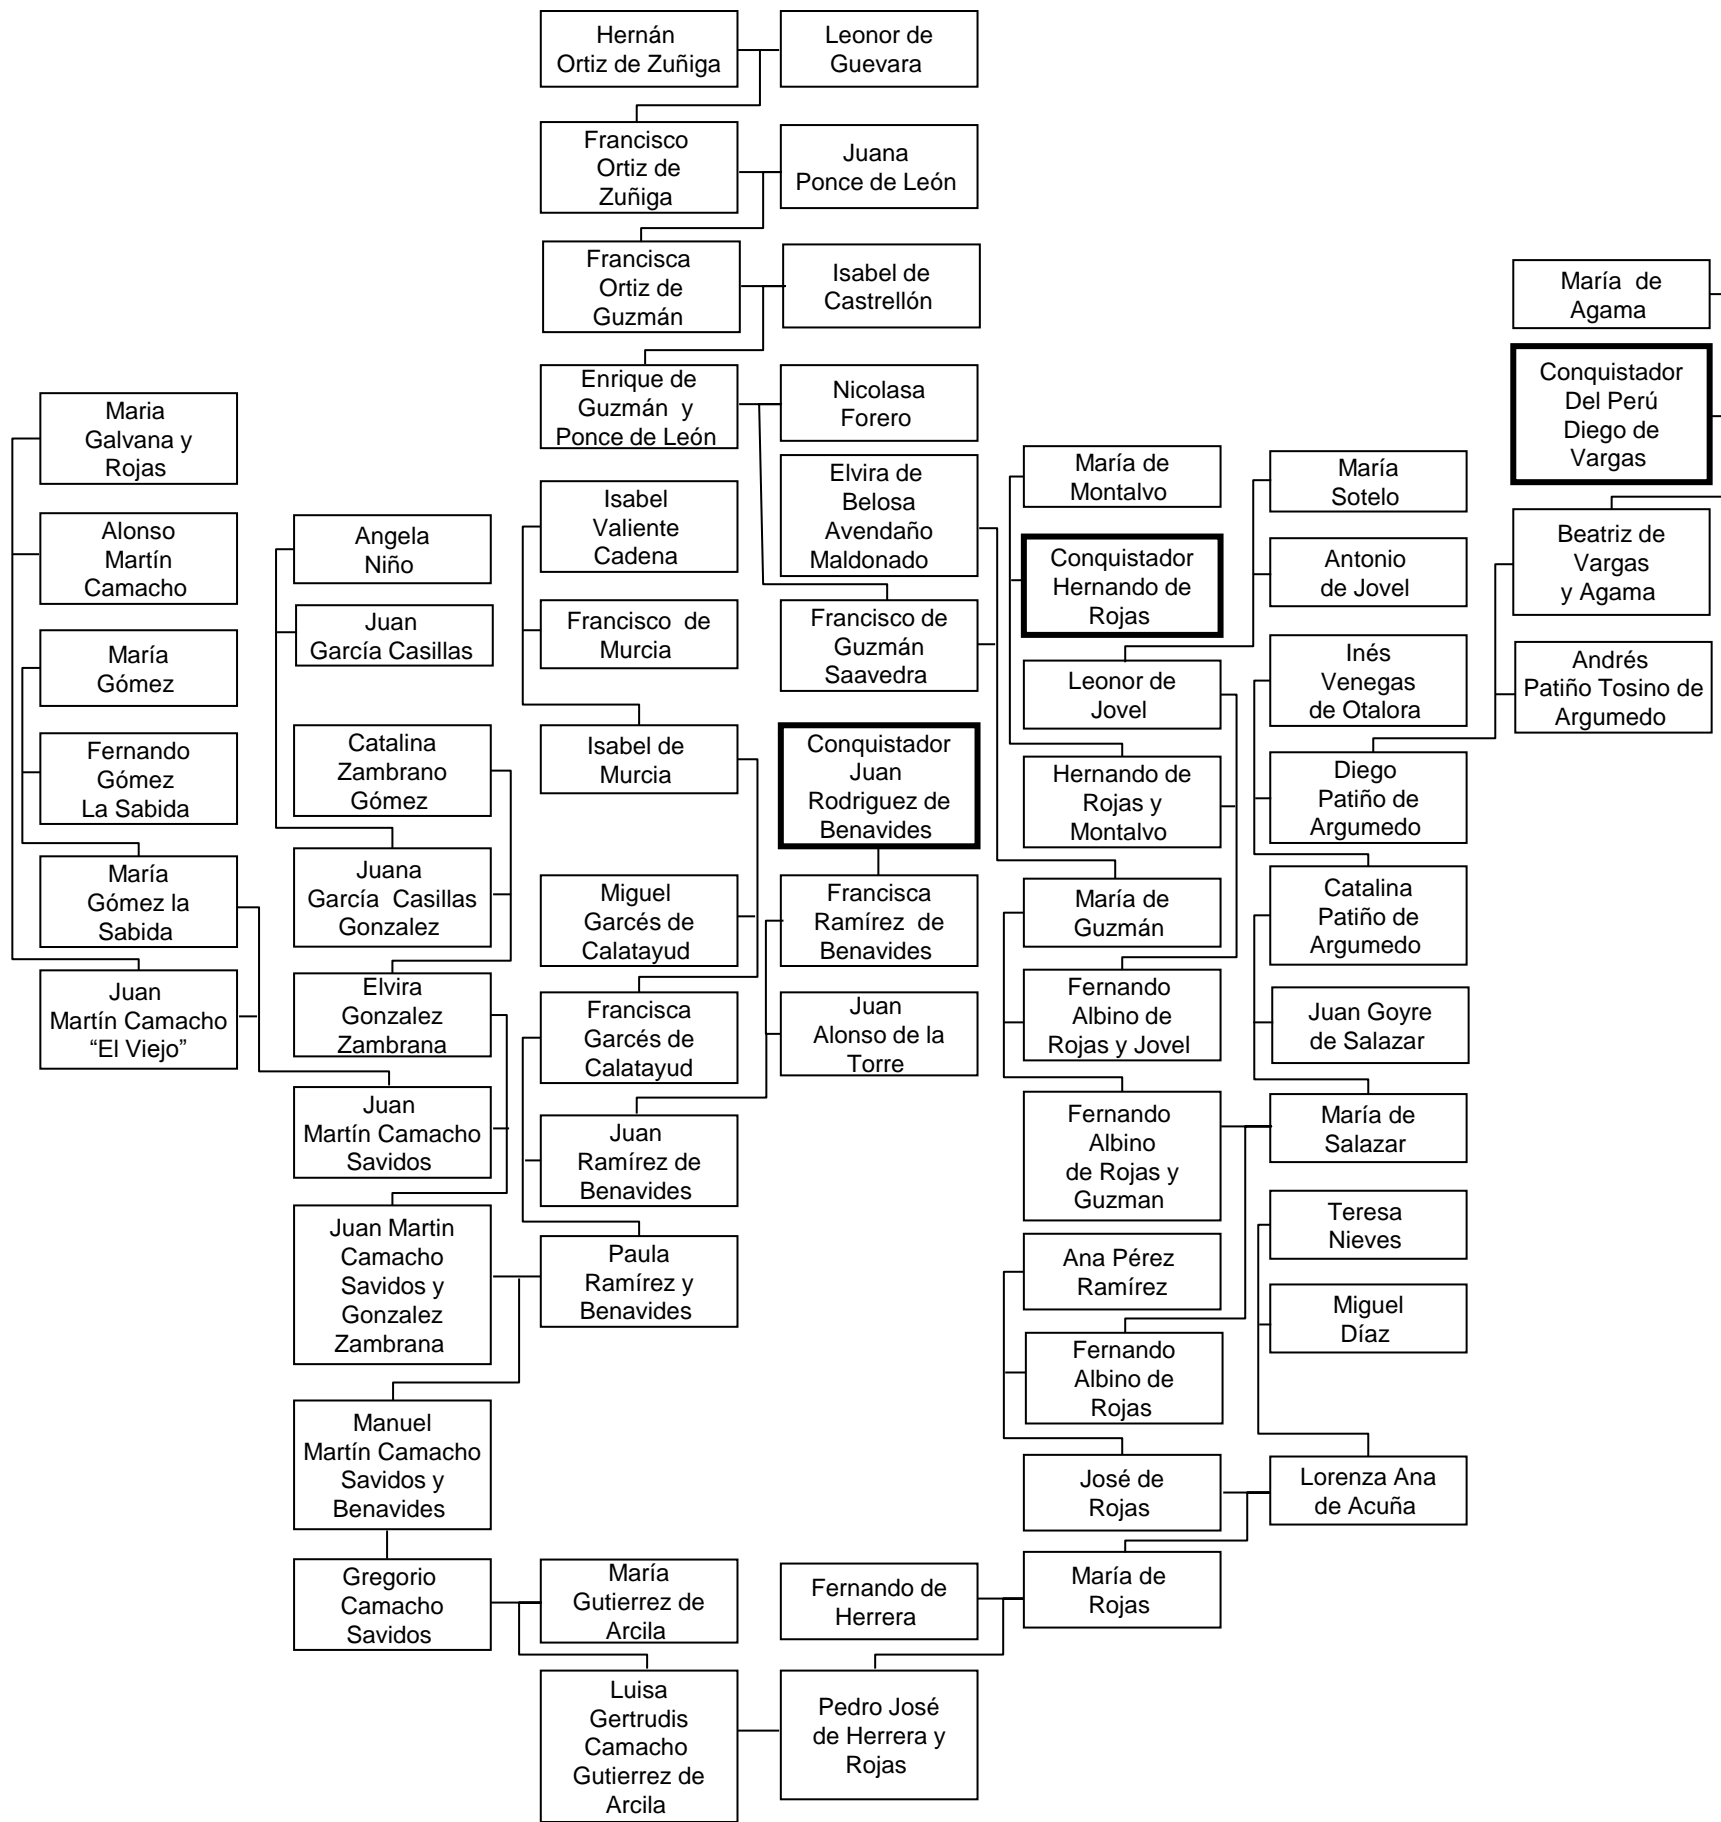 Hernán
Ortiz de Zuñiga
Leonor de
Guevara
Francisco
Ortiz de
Zuñiga
Juana
Ponce de León
Francisca
Ortiz de
Guzmán
Isabel de
Castrellón
María de
Agama
Enrique de
Guzmán y
Ponce de León
Nicolasa
Forero
Conquistador
Del Perú
Diego de
Vargas
Maria
Galvana y
Rojas
Elvira de
Belosa
Avendaño
Maldonado
María de
Montalvo
María
Sotelo
Isabel
Valiente
Cadena
Alonso
Martín
Camacho
Angela
Niño
Conquistador
Hernando de
Rojas
Antonio
de Jovel
Beatriz de
Vargas
y Agama
Juan
García Casillas
Francisco de
Murcia
Francisco de
Guzmán
Saavedra
María
Gómez
Leonor de
Jovel
Inés
Venegas
de Otalora
Andrés
Patiño Tosino de
Argumedo
Fernando
Gómez
La Sabida
Catalina
Zambrano
Gómez
Isabel de
Murcia
Conquistador
Juan
Rodriguez de
Benavides
Hernando de
Rojas y
Montalvo
Diego
Patiño de
Argumedo
María
Gómez la
Sabida
Juana
García Casillas
Gonzalez
Miguel
Garcés de
Calatayud
Francisca
Ramírez de
Benavides
María de
Guzmán
Catalina
Patiño de
Argumedo
Juan
Martín Camacho
“El Viejo”
Elvira
Gonzalez
Zambrana
Francisca
Garcés de
Calatayud
Juan
Alonso de la
Torre
Fernando
Albino de
Rojas y Jovel
Juan Goyre
de Salazar
Juan
Martín Camacho
Savidos
Juan
Ramírez de
Benavides
Fernando
Albino
de Rojas y
Guzman
María de
Salazar
Juan Martin
Camacho
Savidos y
Gonzalez
Zambrana
Paula
Ramírez y
Benavides
Ana Pérez
Ramírez
Teresa
Nieves
Miguel
Díaz
Fernando
Albino de
Rojas
Manuel
Martín Camacho
Savidos y
Benavides
José de
Rojas
Lorenza Ana
de Acuña
Gregorio
Camacho
Savidos
María
Gutierrez de
Arcila
Fernando de
Herrera
María de
Rojas
Luisa
Gertrudis
Camacho
Gutierrez de
Arcila
Pedro José
de Herrera y
Rojas